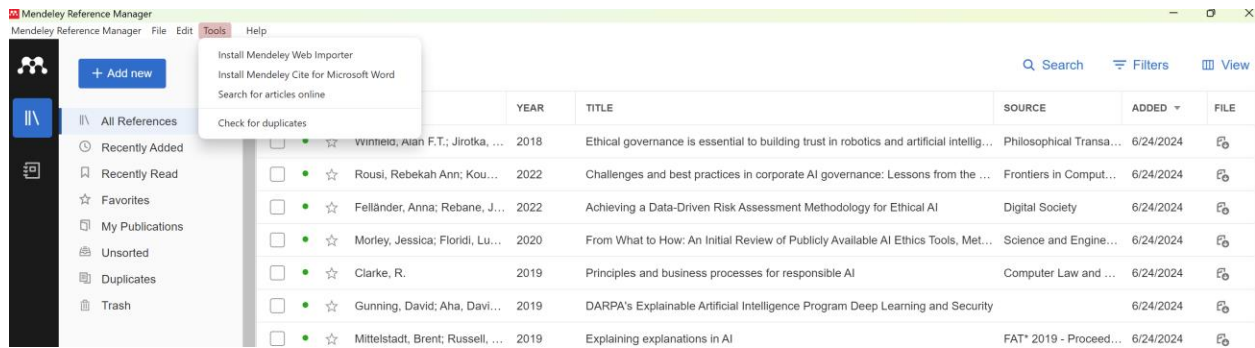 Mendeley Reference Manager
Mendeley Reference Manager File Edit Tools Help
Install Mendeley Web Importer
Install Mendeley Cite for Microsoft Word
Search for articles online
Check for duplicates
+ Add new
Search Filters View
All References
Recently Added
Recently Read
Favorites
My Publications
Unsorted
Duplicates
Trash
YEAR TITLE SOURCE ADDED FILE
Winfield, Alan F.T.; Jirotka, ... 2018 Ethical governance is essential to building trust in robotics and artificial intellig... Philosophical Transa... 6/24/2024
Rousi, Rebekah Ann; Kou... 2022 Challenges and best practices in corporate AI governance: Lessons from the ... Frontiers in Comput... 6/24/2024
Felländer, Anna; Rebane, J... 2022 Achieving a Data-Driven Risk Assessment Methodology for Ethical AI Digital Society 6/24/2024
Morley, Jessica; Floridi, Lu... 2020 From What to How: An Initial Review of Publicly Available AI Ethics Tools, Met... Science and Engine... 6/24/2024
Clarke, R. 2019 Principles and business processes for responsible AI Computer Law and ... 6/24/2024
Gunning, David; Aha, Davi... 2019 DARPA's Explainable Artificial Intelligence Program Deep Learning and Security 6/24/2024
Mittelstadt, Brent; Russell, ... 2019 Explaining explanations in AI FAT* 2019 - Proceed... 6/24/2024